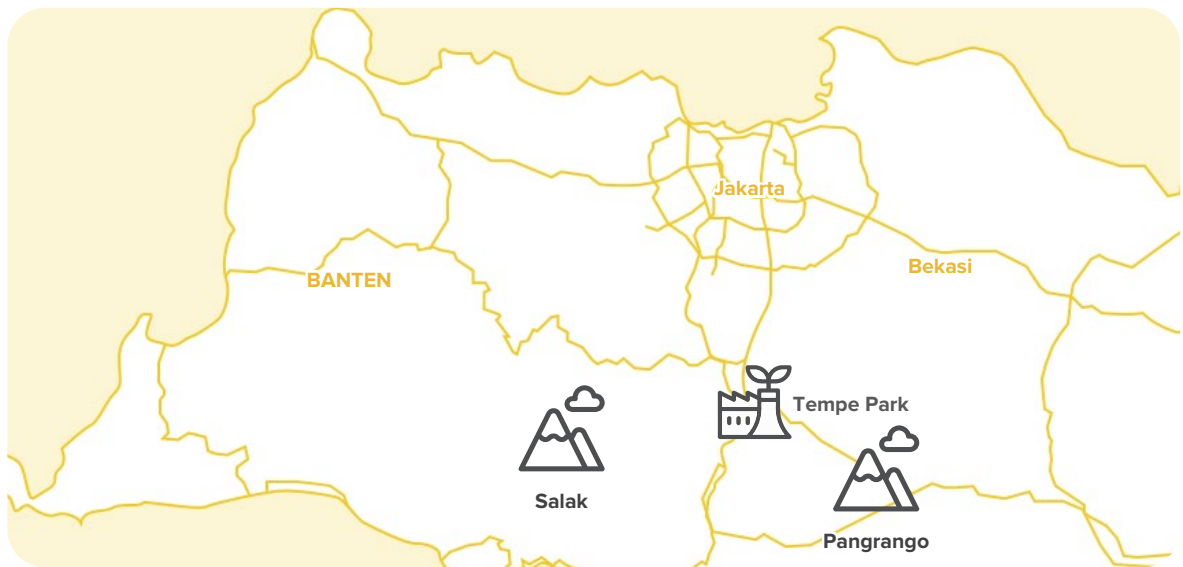 Jakarta
Bekasi
BANTEN
Tempe Park
Salak
Pangrango